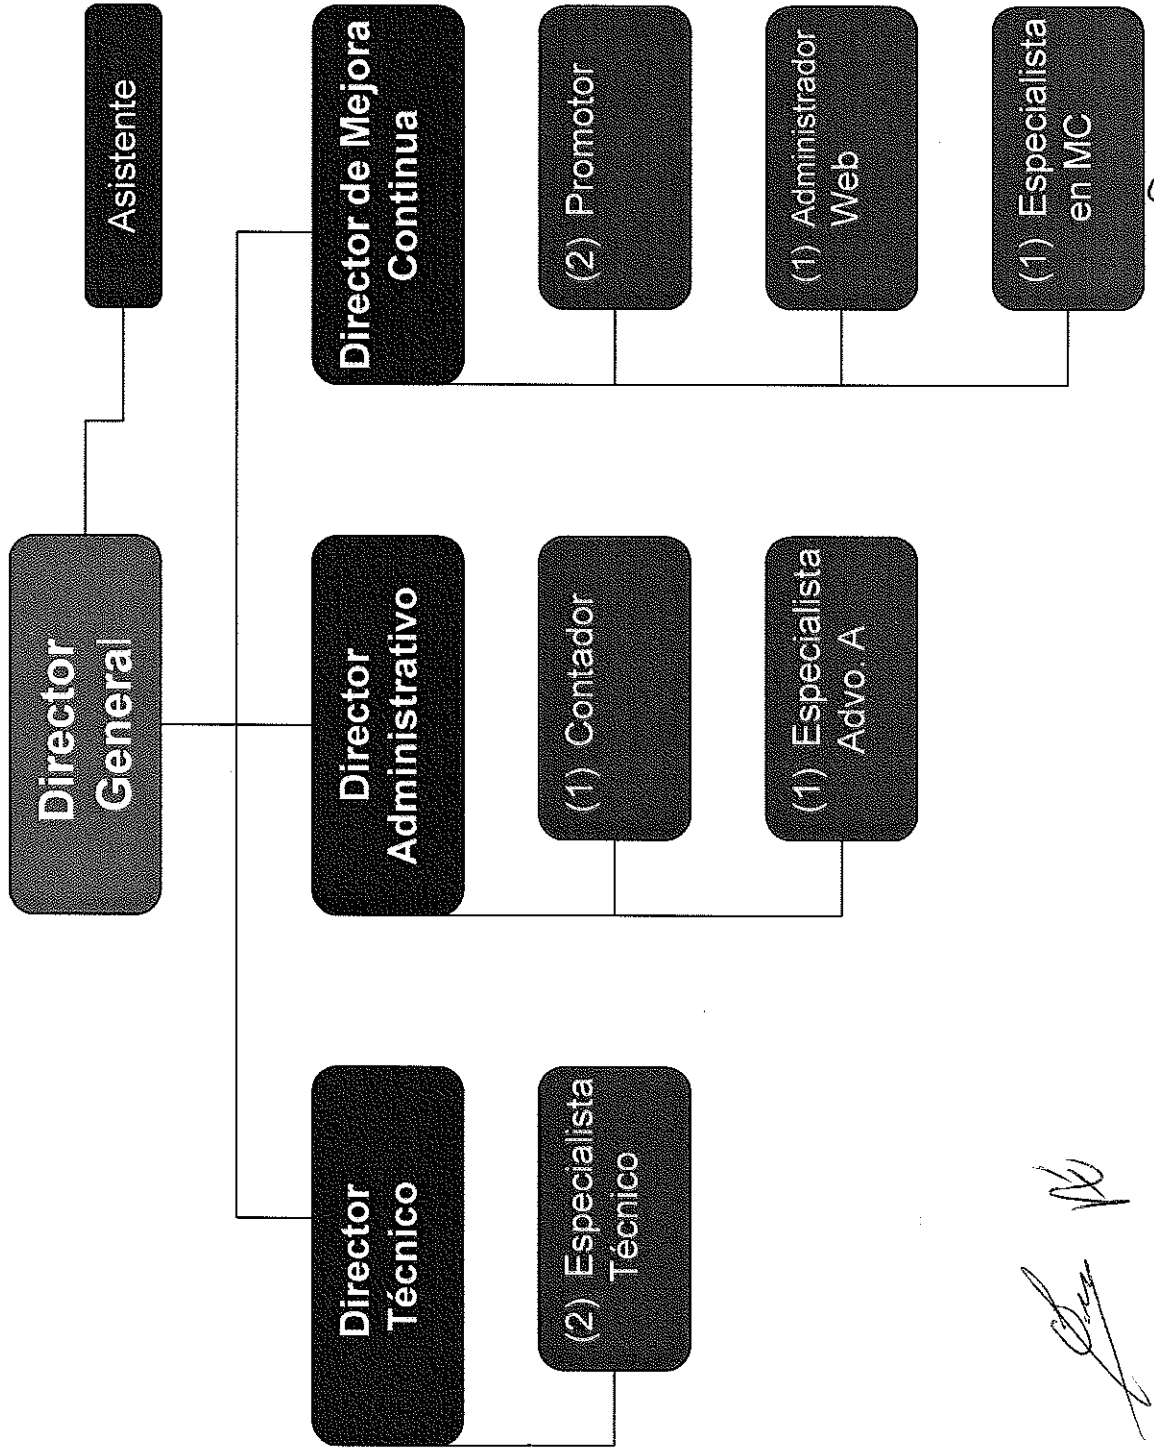 Director
General
Asistente
Director
Técnico
(2) Especialista
Técnico
Director
Administrativo
(1) Contador
(1) Especialista
Advo. A
Director de Mejora
Continua
(2) Promotor
(1) Administrador
Web
(1) Especialista
en MC